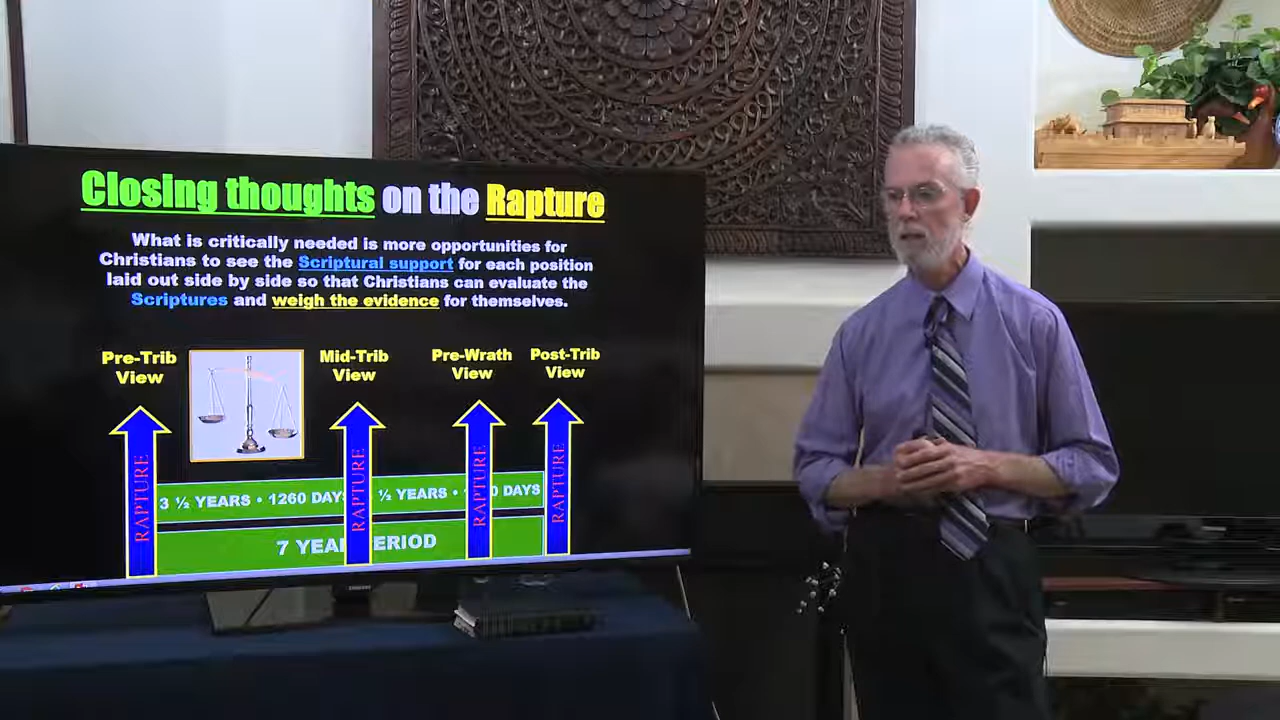 Closing thoughts on the Rapture
What is critically needed is more opportunities for
Christians to see the Scriptural support for each position
laid out side by side so that Christians can evaluate the
Scriptures and weigh the evidence for themselves.
Pre-Trib
View
Mid-Trib
View
Pre-Wrath
View
Post-Trib
View
RAPTURE
RAPTURE
RAPTURE
RAPTURE
3 ½ YEARS • 1260 DAY
½ YEARS •
0 DAYS
7 YEA
ERIOD